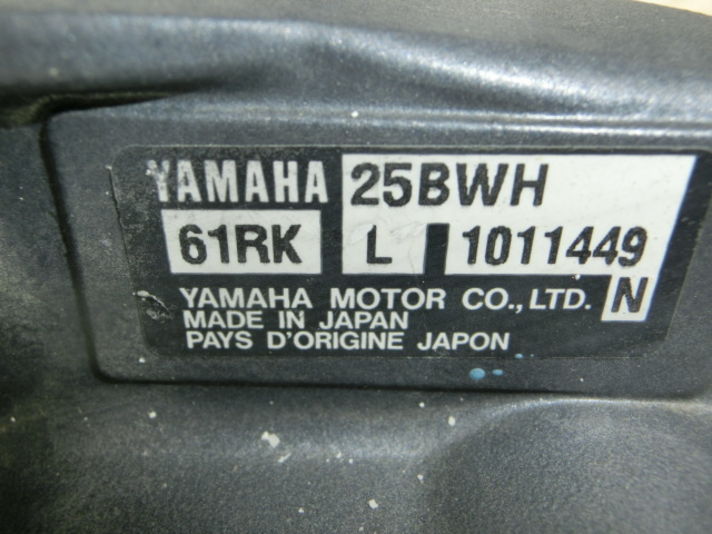 YAMAHA 25BWH
61RK L 1011449
YAMAHA MOTOR CO., LTD. N
MADE IN JAPAN
PAYS D'ORIGINE JAPON